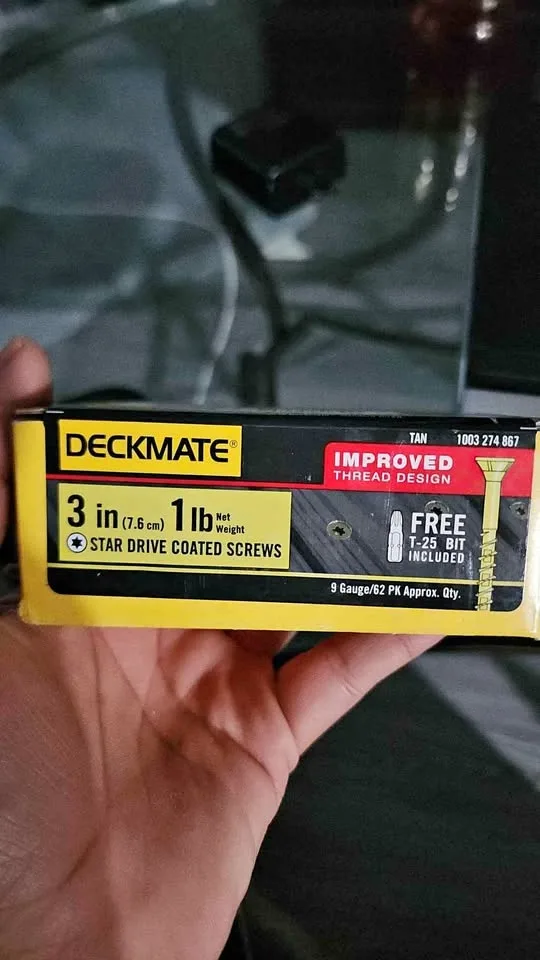 DECKMATE®
TAN 1003 274 867
IMPROVED
THREAD DESIGN
3 in (7.6 cm) 1 lb Net Weight
STAR DRIVE COATED SCREWS
FREE
T-25 BIT
INCLUDED
9 Gauge/62 PK Approx. Qty.